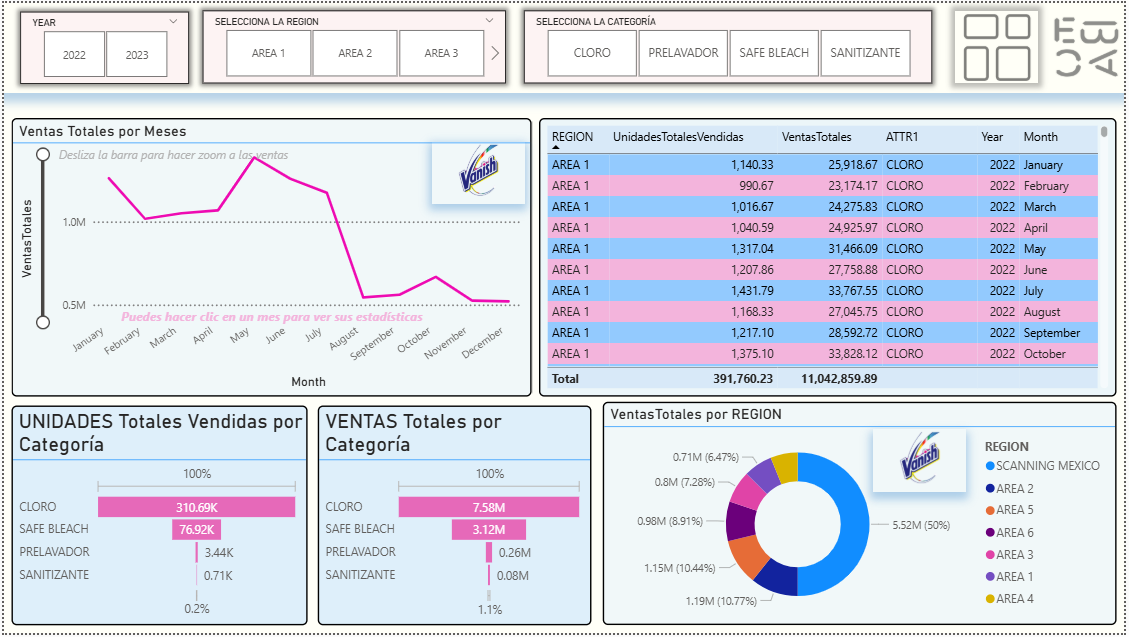 YEAR
2022
2023
SELECCIONA LA REGION
AREA 1
AREA 2
AREA 3
SELECCIONA LA CATEGORÍA
CLORO
PRELAVADOR
SAFE BLEACH
SANITIZANTE
Ventas Totales por Meses
Desliza la barra para hacer zoom a las ventas
Vanish
VentasTotales
1.0M
0.5M
Puedes hacer clic en un mes para ver sus estadísticas
January
February
March
April
May
June
July
August
September
October
November
December
Month
REGION UnidadesTotalesVendidas VentasTotales ATTR1 Year Month
AREA 1 1,140.33 25,918.67 CLORO 2022 January
AREA 1 990.67 23,174.17 CLORO 2022 February
AREA 1 1,016.67 24,275.83 CLORO 2022 March
AREA 1 1,040.59 24,925.97 CLORO 2022 April
AREA 1 1,317.04 31,466.09 CLORO 2022 May
AREA 1 1,207.86 27,758.88 CLORO 2022 June
AREA 1 1,431.79 33,767.55 CLORO 2022 July
AREA 1 1,168.33 27,045.75 CLORO 2022 August
AREA 1 1,217.10 28,592.72 CLORO 2022 September
AREA 1 1,375.10 33,828.12 CLORO 2022 October
Total 391,760.23 11,042,859.89
UNIDADES Totales Vendidas por
Categoría
100%
CLORO 310.69K
SAFE BLEACH 76.92K
PRELAVADOR 3.44K
SANITIZANTE 0.71K
0.2%
VENTAS Totales por
Categoría
100%
CLORO 7.58M
SAFE BLEACH 3.12M
PRELAVADOR 0.26M
SANITIZANTE 0.08M
1.1%
VentasTotales por REGION
Vanish
0.71M (6.47%)
0.8M (7.28%)
0.98M (8.91%)
1.15M (10.44%)
1.19M (10.77%)
5.52M (50%)
REGION
SCANNING MEXICO
AREA 2
AREA 5
AREA 6
AREA 3
AREA 1
AREA 4